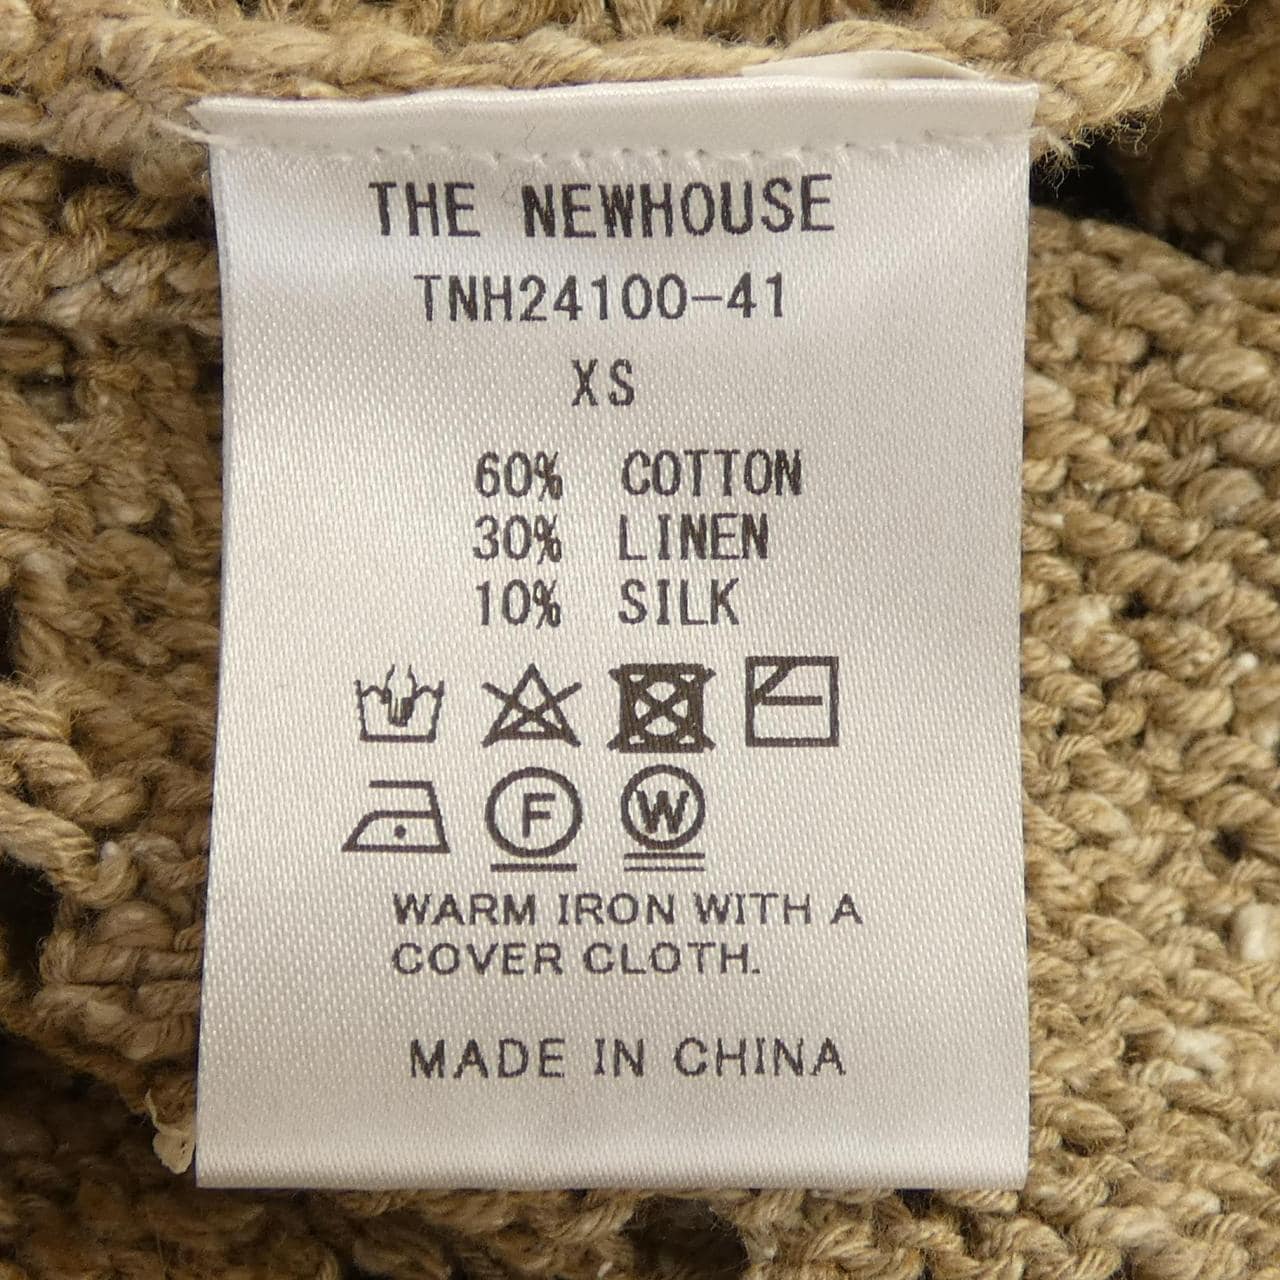 THE NEWHOUSE
TNH24100-41
XS
60% COTTON
30% LINEN
10% SILK
F W
WARM IRON WITH A
COVER CLOTH.
MADE IN CHINA